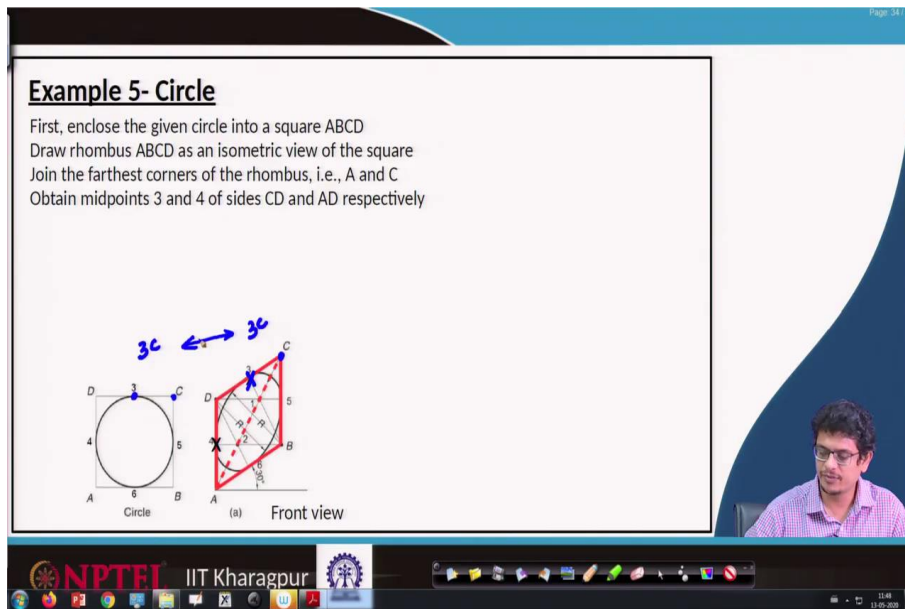 Page: 34 /
Example 5- Circle
First, enclose the given circle into a square ABCD
Draw rhombus ABCD as an isometric view of the square
Join the farthest corners of the rhombus, i.e., A and C
Obtain midpoints 3 and 4 of sides CD and AD respectively
3C 3C
D 3 C
4 5
A 6 B
Circle
C
3
D 1 5
R R
4 2 B
6
30°
A
(a) Front view
NPTEL IIT Kharagpur
11:48
13-05-2020